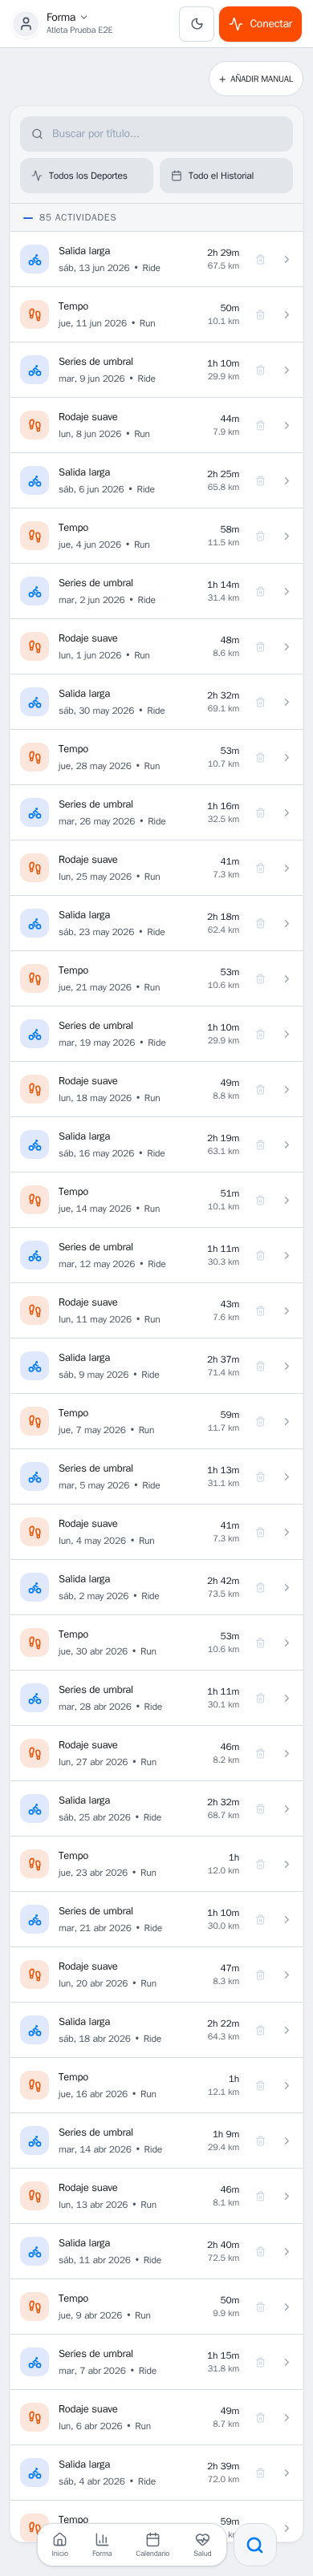 Forma
Atleta Prueba E2E
Conectar
+ AÑADIR MANUAL
Buscar por título...
Todos los Deportes
Todo el Historial
85 ACTIVIDADES
Salida larga 2h 29m
sáb, 13 jun 2026 • Ride 67.5 km
Tempo 50m
jue, 11 jun 2026 • Run 10.1 km
Series de umbral 1h 10m
mar, 9 jun 2026 • Ride 29.9 km
Rodaje suave 44m
lun, 8 jun 2026 • Run 7.9 km
Salida larga 2h 25m
sáb, 6 jun 2026 • Ride 65.8 km
Tempo 58m
jue, 4 jun 2026 • Run 11.5 km
Series de umbral 1h 14m
mar, 2 jun 2026 • Ride 31.4 km
Rodaje suave 48m
lun, 1 jun 2026 • Run 8.6 km
Salida larga 2h 32m
sáb, 30 may 2026 • Ride 69.1 km
Tempo 53m
jue, 28 may 2026 • Run 10.7 km
Series de umbral 1h 16m
mar, 26 may 2026 • Ride 32.5 km
Rodaje suave 41m
lun, 25 may 2026 • Run 7.3 km
Salida larga 2h 18m
sáb, 23 may 2026 • Ride 62.4 km
Tempo 53m
jue, 21 may 2026 • Run 10.6 km
Series de umbral 1h 10m
mar, 19 may 2026 • Ride 29.9 km
Rodaje suave 49m
lun, 18 may 2026 • Run 8.8 km
Salida larga 2h 19m
sáb, 16 may 2026 • Ride 63.1 km
Tempo 51m
jue, 14 may 2026 • Run 10.1 km
Series de umbral 1h 11m
mar, 12 may 2026 • Ride 30.3 km
Rodaje suave 43m
lun, 11 may 2026 • Run 7.6 km
Salida larga 2h 37m
sáb, 9 may 2026 • Ride 71.4 km
Tempo 59m
jue, 7 may 2026 • Run 11.7 km
Series de umbral 1h 13m
mar, 5 may 2026 • Ride 31.1 km
Rodaje suave 41m
lun, 4 may 2026 • Run 7.3 km
Salida larga 2h 42m
sáb, 2 may 2026 • Ride 73.5 km
Tempo 53m
jue, 30 abr 2026 • Run 10.6 km
Series de umbral 1h 11m
mar, 28 abr 2026 • Ride 30.1 km
Rodaje suave 46m
lun, 27 abr 2026 • Run 8.2 km
Salida larga 2h 32m
sáb, 25 abr 2026 • Ride 68.7 km
Tempo 1h
jue, 23 abr 2026 • Run 12.0 km
Series de umbral 1h 10m
mar, 21 abr 2026 • Ride 30.0 km
Rodaje suave 47m
lun, 20 abr 2026 • Run 8.3 km
Salida larga 2h 22m
sáb, 18 abr 2026 • Ride 64.3 km
Tempo 1h
jue, 16 abr 2026 • Run 12.1 km
Series de umbral 1h 9m
mar, 14 abr 2026 • Ride 29.4 km
Rodaje suave 46m
lun, 13 abr 2026 • Run 8.1 km
Salida larga 2h 40m
sáb, 11 abr 2026 • Ride 72.5 km
Tempo 50m
jue, 9 abr 2026 • Run 9.9 km
Series de umbral 1h 15m
mar, 7 abr 2026 • Ride 31.8 km
Rodaje suave 49m
lun, 6 abr 2026 • Run 8.7 km
Salida larga 2h 39m
sáb, 4 abr 2026 • Ride 72.0 km
Tempo 59m
Inicio
Forma
Calendario
Salud